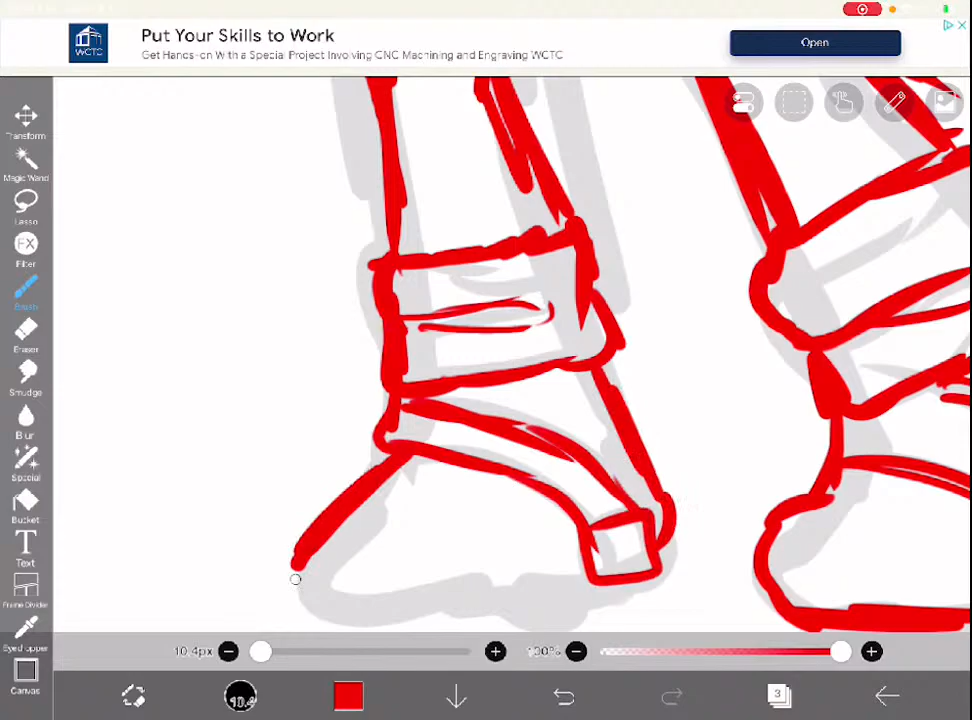 Put Your Skills to Work
Get Hands-on With a Special Project Involving CNC Machining and Engraving WCTC
WCTC
Open
Transform
Magic Wand
Lasso
FX
Filter
Brush
Eraser
Smudge
Blur
Special
Bucket
T
Text
Frame Divider
Eyedropper
Canvas
10.4px
100%
10.4
3